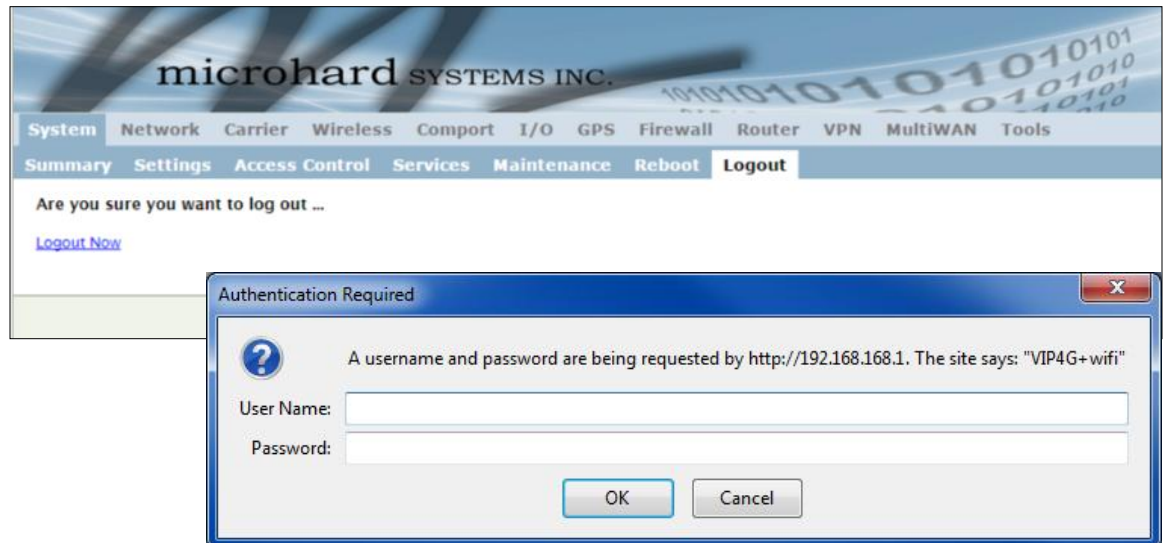 microhard SYSTEMS INC.
System Network Carrier Wireless Comport I/O GPS Firewall Router VPN MultiWAN Tools
Summary Settings Access Control Services Maintenance Reboot Logout
Are you sure you want to log out ...
Logout Now
Authentication Required
A username and password are being requested by http://192.168.168.1. The site says: "VIP4G+wifi"
User Name:
Password:
OK Cancel